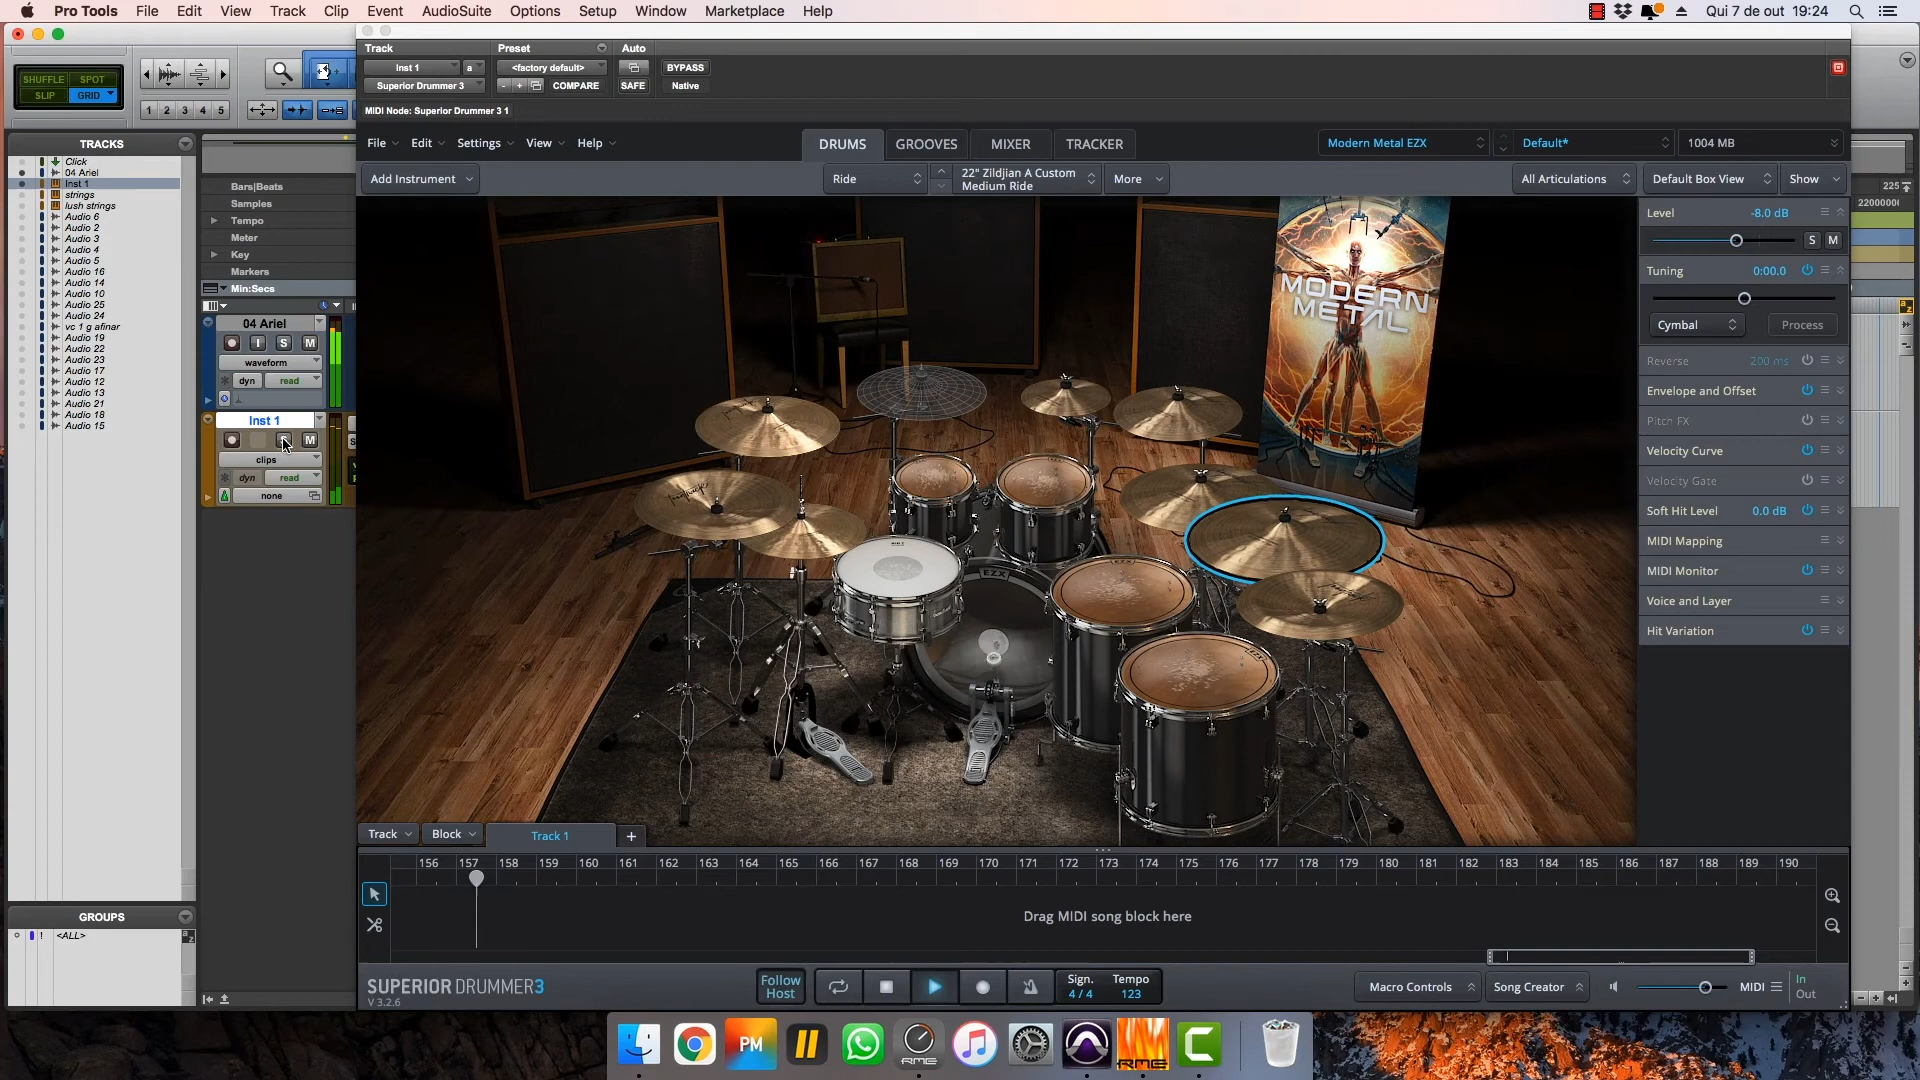 Pro Tools File Edit View Track Clip Event AudioSuite Options Setup Window Marketplace Help
Qui 7 de out 19:24
SHUFFLE SPOT
SLIP GRID
1 2 3 4 5
Track
Preset
Auto
Inst 1
a
<factory default>
BYPASS
Superior Drummer 3
- +
COMPARE
SAFE
Native
MIDI Node: Superior Drummer 3 1
File Edit Settings View Help
DRUMS GROOVES MIXER TRACKER
Modern Metal EZX
Default*
1004 MB
Add Instrument
Ride
22" Zildjian A Custom
Medium Ride
More
All Articulations
Default Box View
Show
TRACKS
Click
04 Ariel
Inst 1
strings
lush strings
Audio 6
Audio 2
Audio 3
Audio 4
Audio 5
Audio 16
Audio 14
Audio 10
Audio 25
Audio 24
vc 1 g afinar
Audio 19
Audio 22
Audio 23
Audio 17
Audio 12
Audio 13
Audio 21
Audio 18
Audio 15
GROUPS
! <ALL>
a
z
Bars|Beats
Samples
Tempo
Meter
Key
Markers
Min:Secs
04 Ariel
I S M
waveform
dyn read
Inst 1
S M
clips
dyn read
none
225
2200000
MODERN
METAL
EZX
Level -8.0 dB
S M
Tuning 0:00.0
Cymbal
Process
Reverse 200 ms
Envelope and Offset
Pitch FX
Velocity Curve
Velocity Gate
Soft Hit Level 0.0 dB
MIDI Mapping
MIDI Monitor
Voice and Layer
Hit Variation
Track
Block
Track 1
+
156 157 158 159 160 161 162 163 164 165 166 167 168 169 170 171 172 173 174 175 176 177 178 179 180 181 182 183 184 185 186 187 188 189 190
Drag MIDI song block here
SUPERIOR DRUMMER 3
V 3.2.6
Follow
Host
Sign.
4 / 4
Tempo
123
Macro Controls
Song Creator
MIDI
In
Out
PM
RME
RME
C